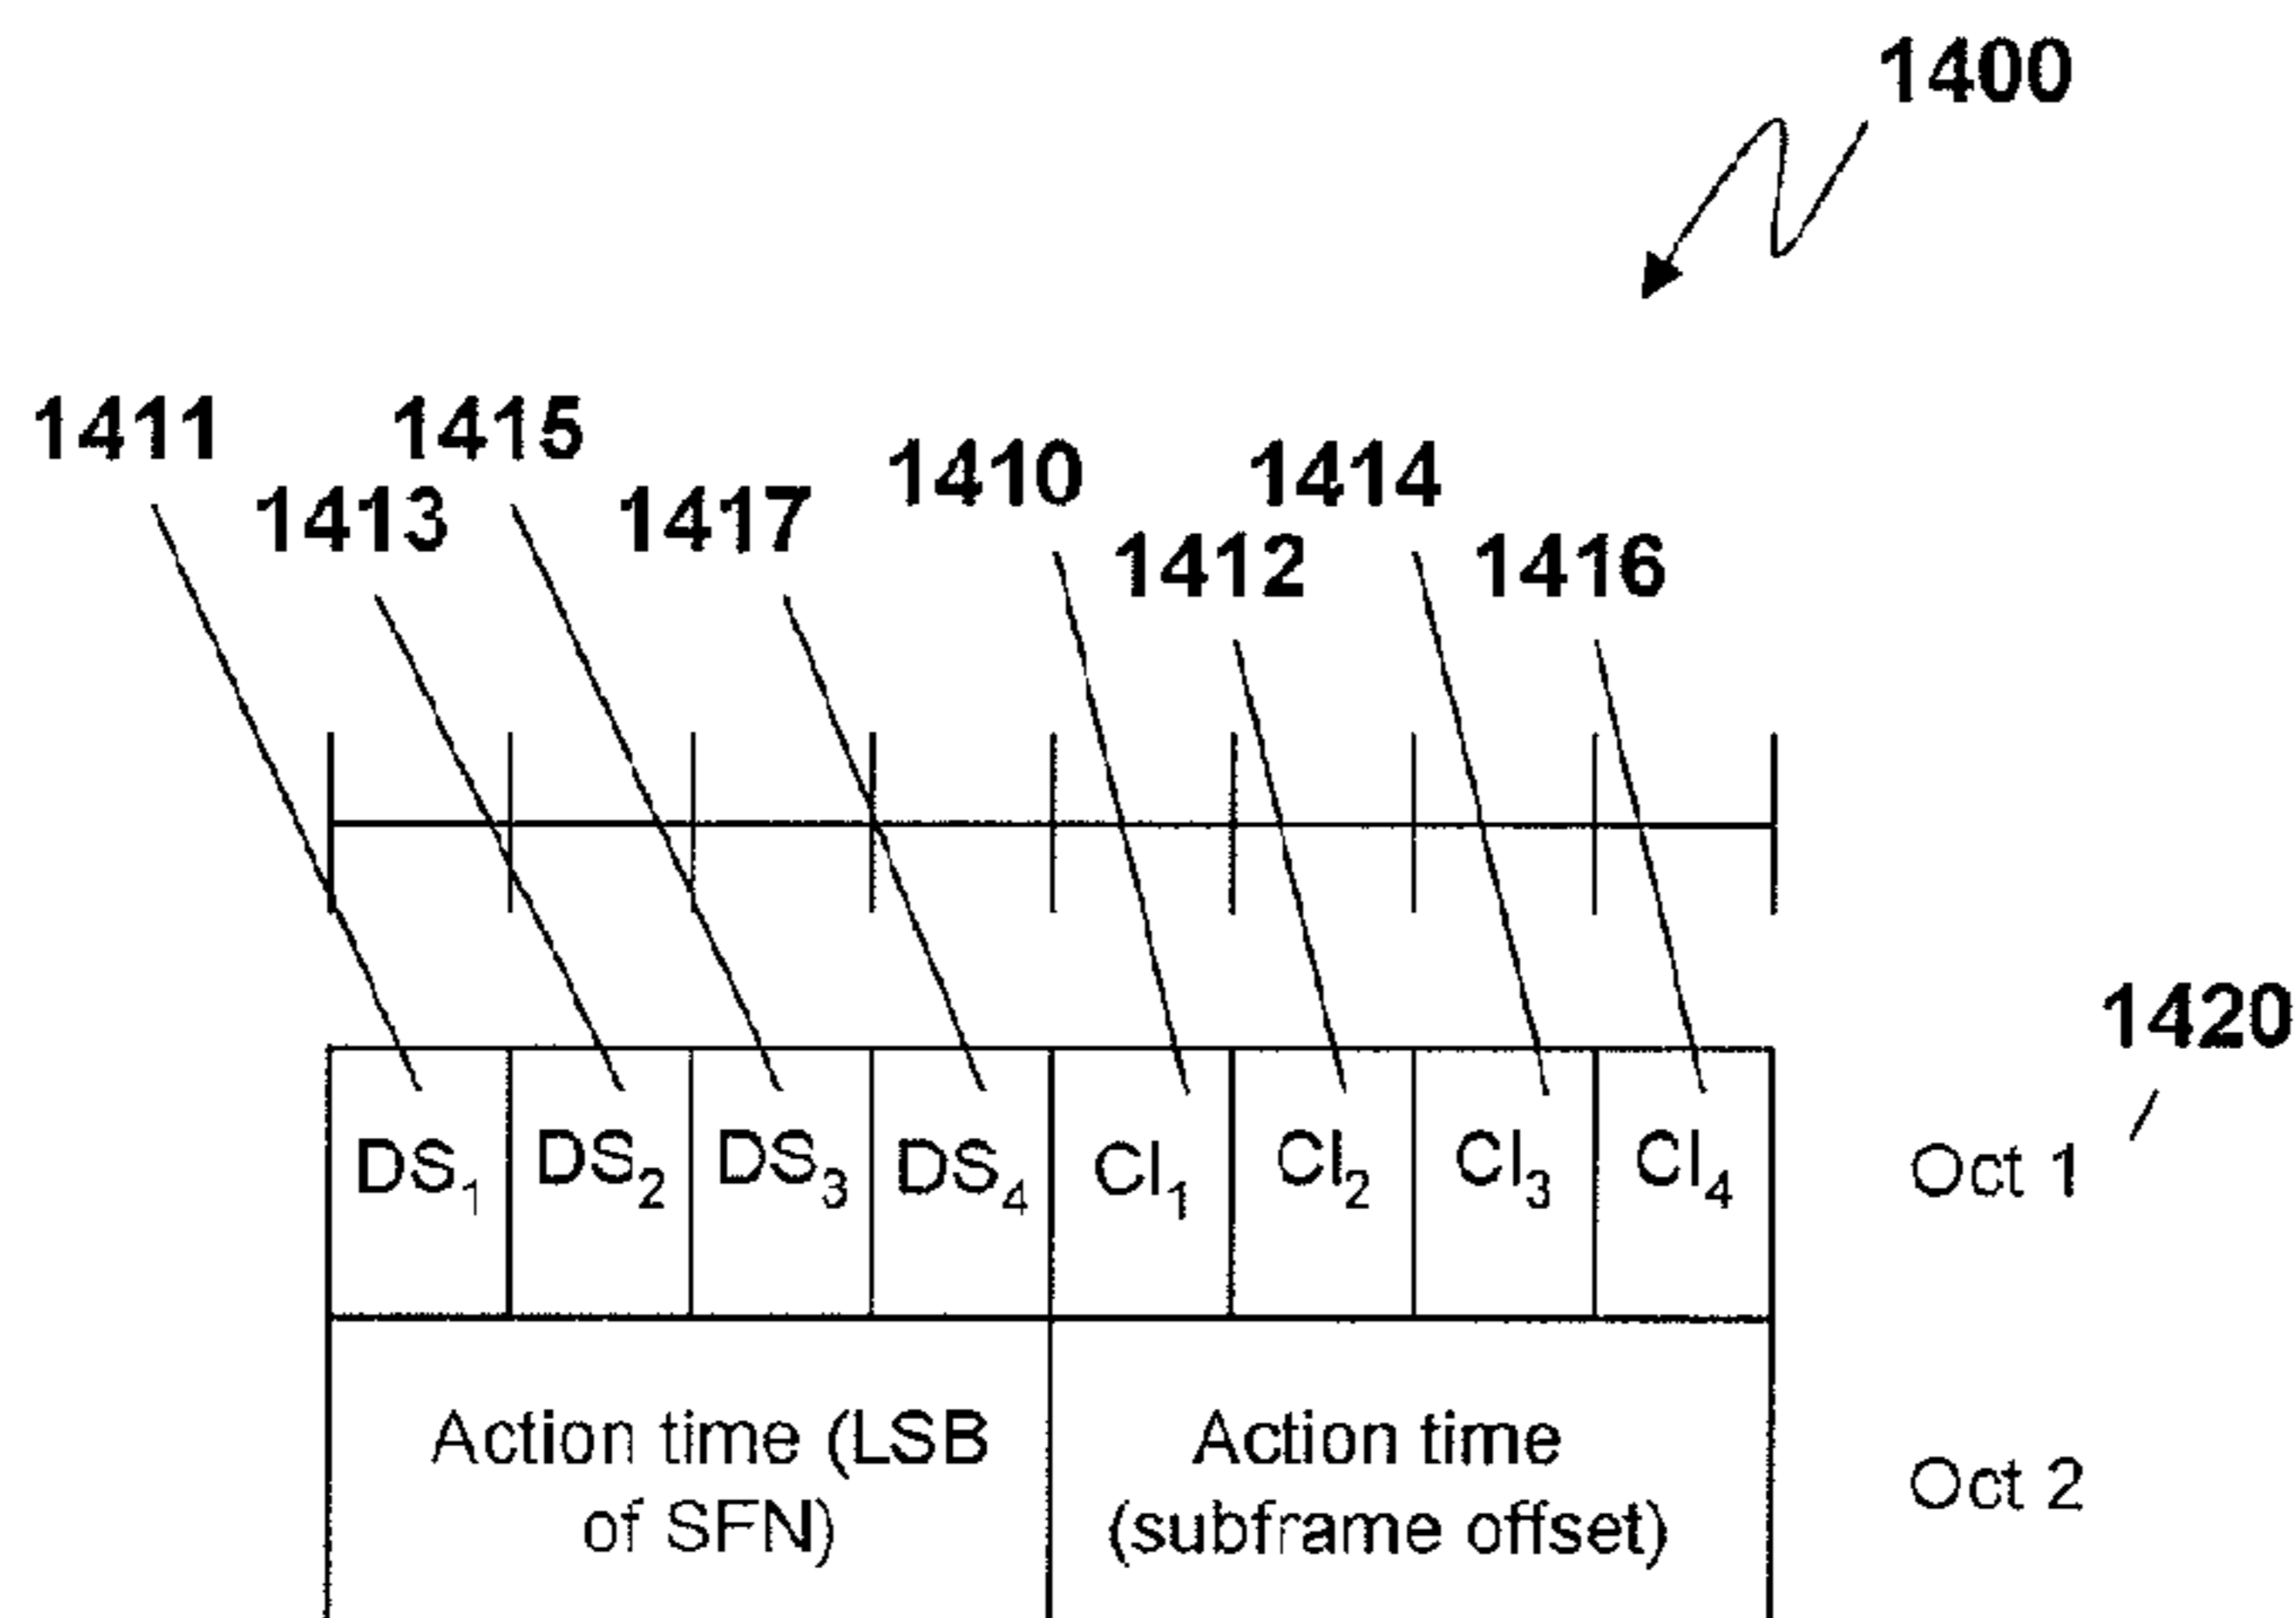 1400
1411 1415 1410 1414
1413 1417 1412 1416
1420
DS₁ DS₂ DS₃ DS₄ CI₁ CI₂ CI₃ CI₄ Oct 1
Action time (LSB of SFN)
Action time (subframe offset)
Oct 2